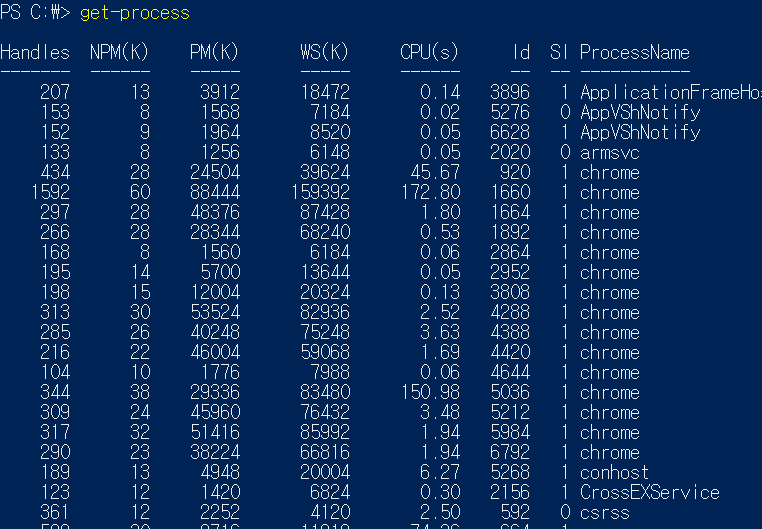 PS C:\> get-process
Handles NPM(K) PM(K) WS(K) CPU(s) Id SI ProcessName
------- ------ ----- ----- ------ -- -- -----------
207 13 3912 18472 0.14 3896 1 ApplicationFrameHos
153 8 1568 7184 0.02 5276 0 AppVShNotify
152 9 1964 8520 0.05 6628 1 AppVShNotify
133 8 1256 6148 0.05 2020 0 armsvc
434 28 24504 39624 45.67 920 1 chrome
1592 60 88444 159392 172.80 1660 1 chrome
297 28 48376 87428 1.80 1664 1 chrome
266 28 28344 68240 0.53 1892 1 chrome
168 8 1560 6184 0.06 2864 1 chrome
195 14 5700 13644 0.05 2952 1 chrome
198 15 12004 20324 0.13 3808 1 chrome
313 30 53524 82936 2.52 4288 1 chrome
285 26 40248 75248 3.63 4388 1 chrome
216 22 46004 59068 1.69 4420 1 chrome
104 10 1776 7988 0.06 4644 1 chrome
344 38 29336 83480 150.98 5036 1 chrome
309 24 45960 76432 3.48 5212 1 chrome
317 32 51416 85992 1.94 5984 1 chrome
290 23 38224 66816 1.94 6792 1 chrome
189 13 4948 20004 6.27 5268 1 conhost
123 12 1420 6824 0.30 2156 1 CrossEXService
361 12 2252 4120 2.50 592 0 csrss